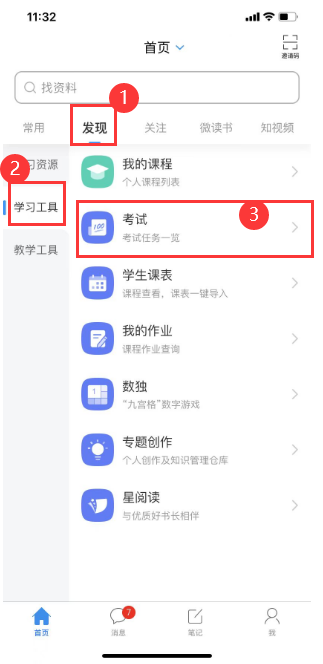 11:32
首页
邀请码
找资料
常用
发现
关注
微读书
知视频
1
2
习资源
我的课程
个人课程列表
学习工具
考试
考试任务一览
3
教学工具
学生课表
课程查看，课表一键导入
我的作业
课程作业查询
数独
“九宫格”数字游戏
专题创作
个人创作及知识管理仓库
星阅读
与优质好书长相伴
7
首页
消息
笔记
我